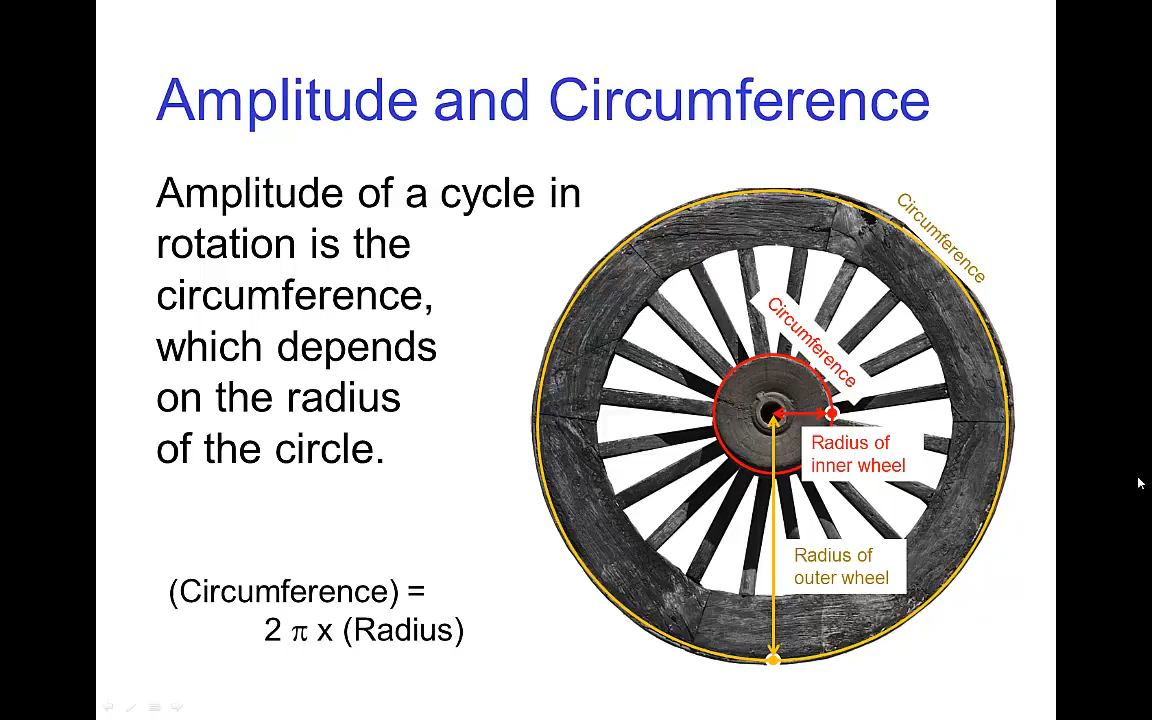 Amplitude and Circumference
Amplitude of a cycle in
rotation is the
circumference,
which depends
on the radius
of the circle.
(Circumference) =
2 π x (Radius)
Circumference
Circumference
Radius of
inner wheel
Radius of
outer wheel